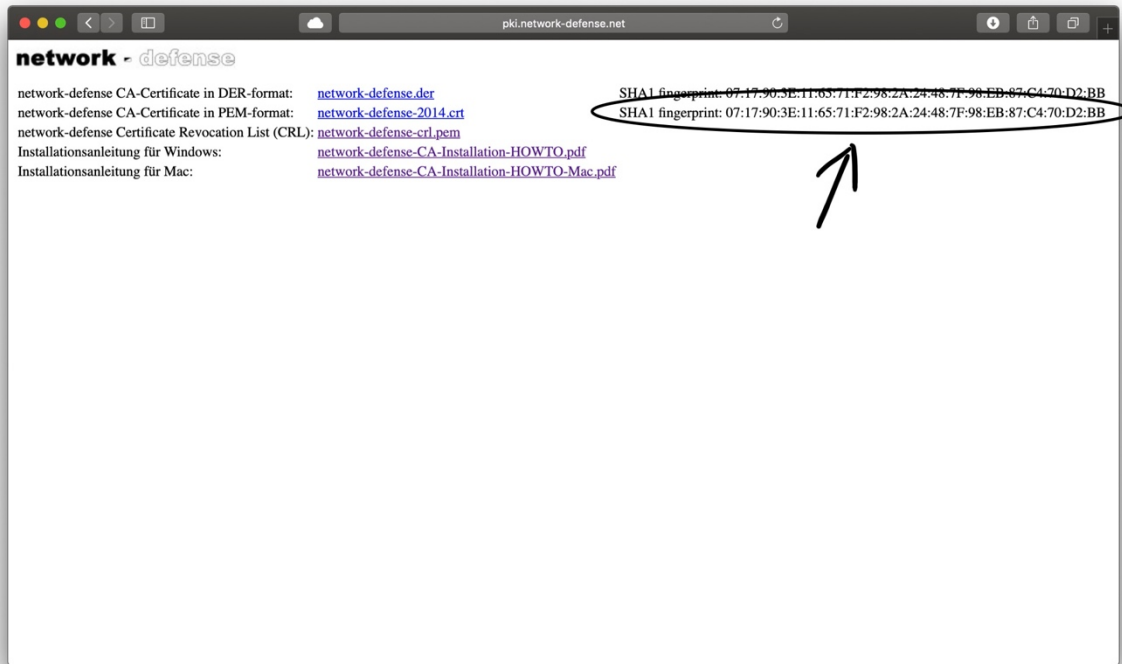 pki.network-defense.net
network - defense
network-defense CA-Certificate in DER-format: network-defense.der SHA1 fingerprint: 07:17:90:3E:11:65:71:F2:98:2A:24:48:7F:98:EB:87:C4:70:D2:BB
network-defense CA-Certificate in PEM-format: network-defense-2014.crt SHA1 fingerprint: 07:17:90:3E:11:65:71:F2:98:2A:24:48:7F:98:EB:87:C4:70:D2:BB
network-defense Certificate Revocation List (CRL): network-defense-crl.pem
Installationsanleitung für Windows: network-defense-CA-Installation-HOWTO.pdf
Installationsanleitung für Mac: network-defense-CA-Installation-HOWTO-Mac.pdf